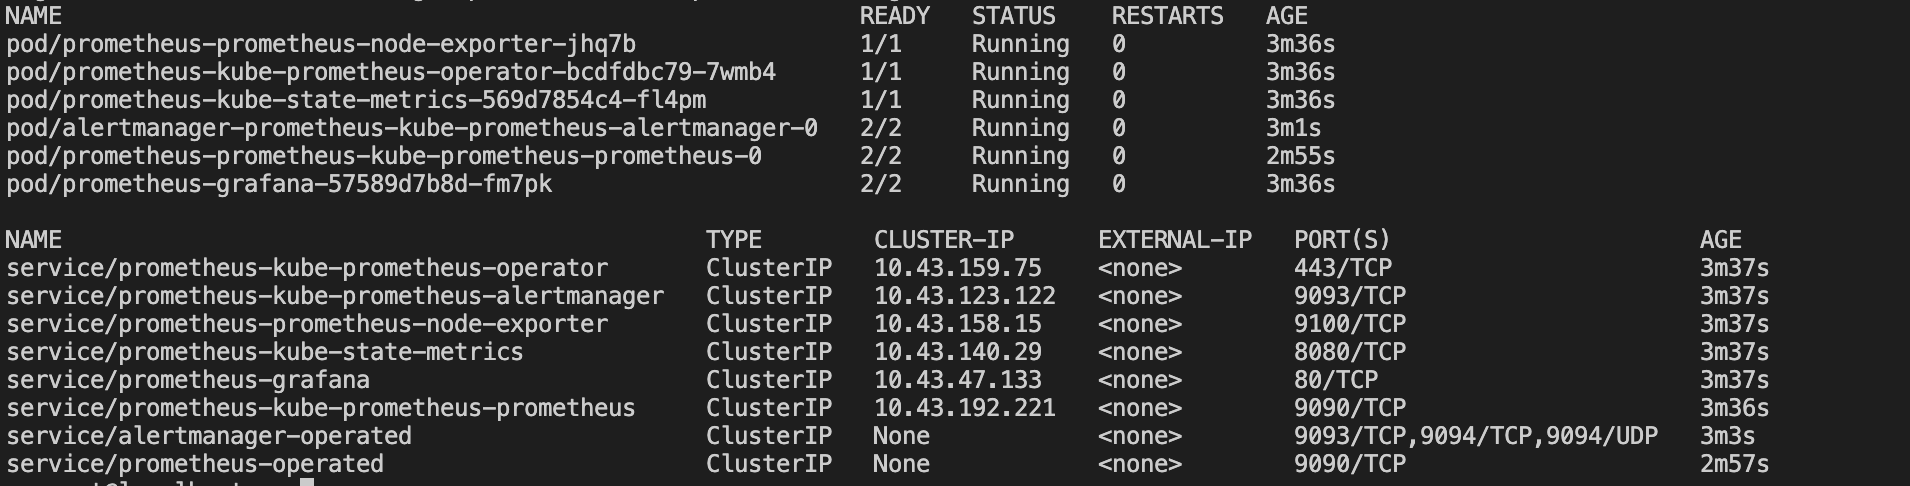 NAME READY STATUS RESTARTS AGE
pod/prometheus-prometheus-node-exporter-jhq7b 1/1 Running 0 3m36s
pod/prometheus-kube-prometheus-operator-bcdfdbc79-7wmb4 1/1 Running 0 3m36s
pod/prometheus-kube-state-metrics-569d7854c4-fl4pm 1/1 Running 0 3m36s
pod/alertmanager-prometheus-kube-prometheus-alertmanager-0 2/2 Running 0 3m1s
pod/prometheus-prometheus-kube-prometheus-prometheus-0 2/2 Running 0 2m55s
pod/prometheus-grafana-57589d7b8d-fm7pk 2/2 Running 0 3m36s
NAME TYPE CLUSTER-IP EXTERNAL-IP PORT(S) AGE
service/prometheus-kube-prometheus-operator ClusterIP 10.43.159.75 <none> 443/TCP 3m37s
service/prometheus-kube-prometheus-alertmanager ClusterIP 10.43.123.122 <none> 9093/TCP 3m37s
service/prometheus-prometheus-node-exporter ClusterIP 10.43.158.15 <none> 9100/TCP 3m37s
service/prometheus-kube-state-metrics ClusterIP 10.43.140.29 <none> 8080/TCP 3m37s
service/prometheus-grafana ClusterIP 10.43.47.133 <none> 80/TCP 3m37s
service/prometheus-kube-prometheus-prometheus ClusterIP 10.43.192.221 <none> 9090/TCP 3m36s
service/alertmanager-operated ClusterIP None <none> 9093/TCP,9094/TCP,9094/UDP 3m3s
service/prometheus-operated ClusterIP None <none> 9090/TCP 2m57s